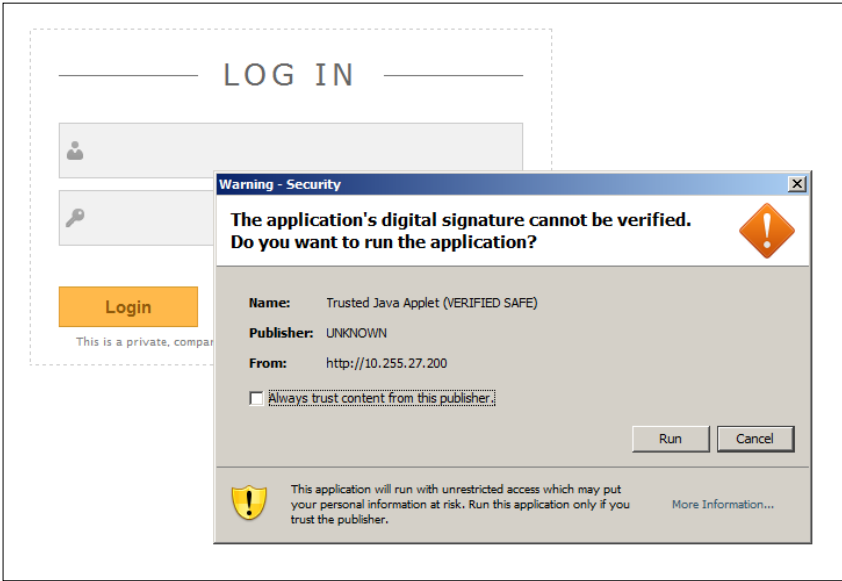 LOG IN
Login
This is a private, compar
Warning - Security
The application's digital signature cannot be verified.
Do you want to run the application?
Name: Trusted Java Applet (VERIFIED SAFE)
Publisher: UNKNOWN
From: http://10.255.27.200
Always trust content from this publisher.
Run Cancel
This application will run with unrestricted access which may put
your personal information at risk. Run this application only if you
trust the publisher.
More Information...